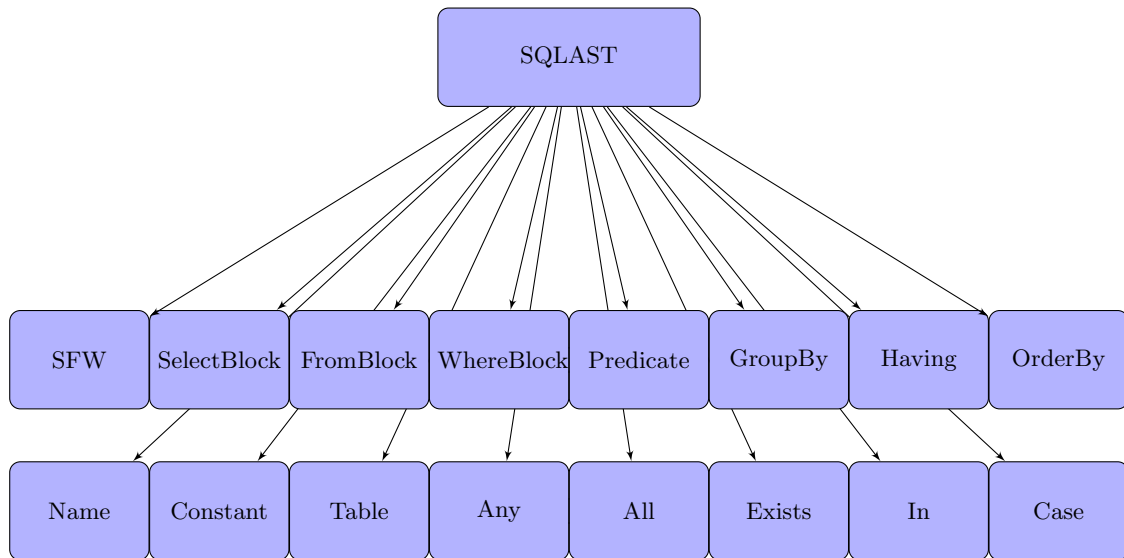 SQLAST
SFW
SelectBlock
FromBlock
WhereBlock
Predicate
GroupBy
Having
OrderBy
Name
Constant
Table
Any
All
Exists
In
Case